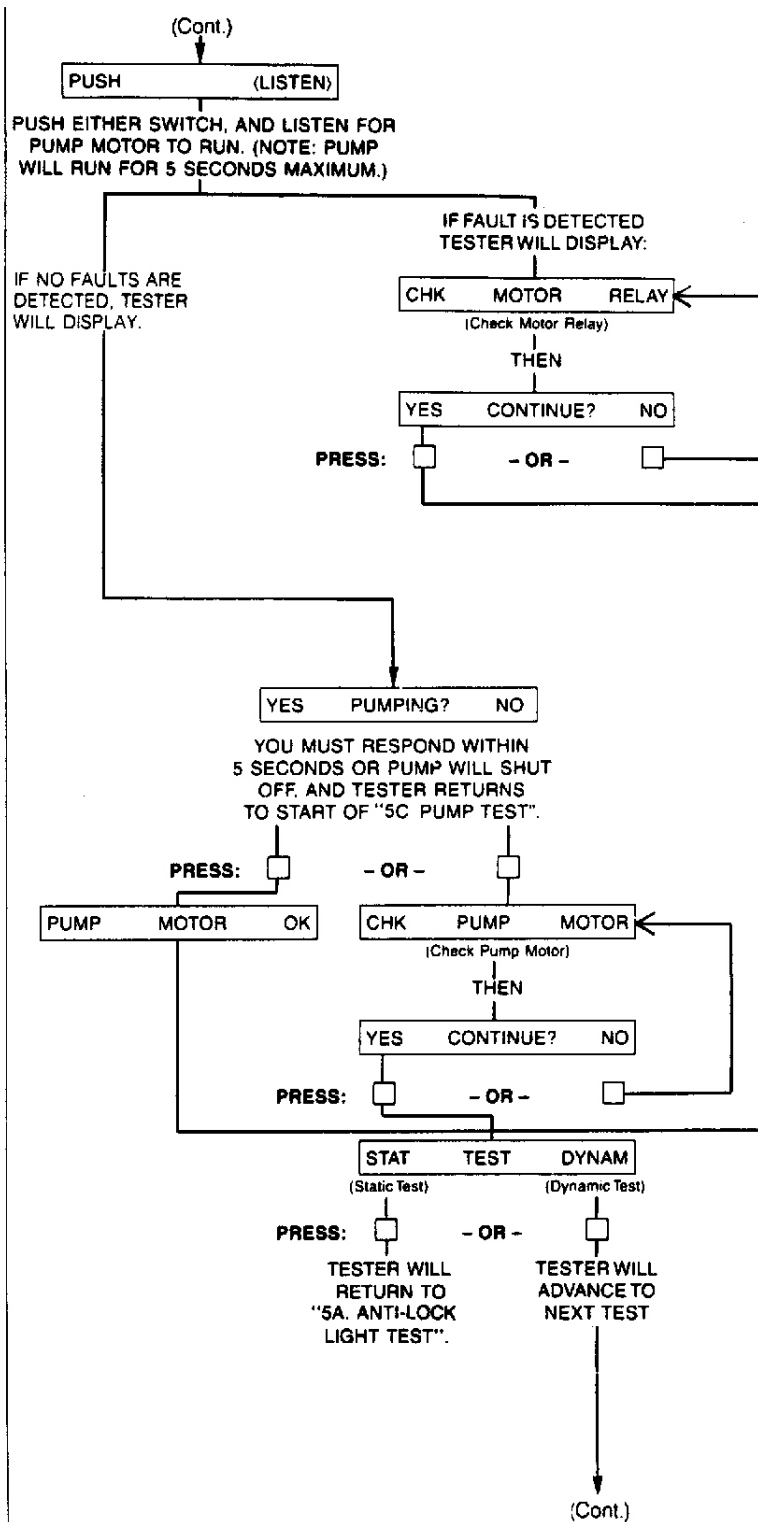 (Cont.)
PUSH (LISTEN)
PUSH EITHER SWITCH, AND LISTEN FOR
PUMP MOTOR TO RUN. (NOTE: PUMP
WILL RUN FOR 5 SECONDS MAXIMUM.)
IF FAULT IS DETECTED
TESTER WILL DISPLAY:
IF NO FAULTS ARE
DETECTED, TESTER
WILL DISPLAY.
CHK MOTOR RELAY
(Check Motor Relay)
THEN
YES CONTINUE? NO
PRESS: – OR –
YES PUMPING? NO
YOU MUST RESPOND WITHIN
5 SECONDS OR PUMP WILL SHUT
OFF, AND TESTER RETURNS
TO START OF "5C PUMP TEST".
PRESS: – OR –
PUMP MOTOR OK
CHK PUMP MOTOR
(Check Pump Motor)
THEN
YES CONTINUE? NO
PRESS: – OR –
STAT TEST DYNAM
(Static Test) (Dynamic Test)
PRESS: – OR –
TESTER WILL
RETURN TO
"5A. ANTI-LOCK
LIGHT TEST".
TESTER WILL
ADVANCE TO
NEXT TEST
(Cont.)